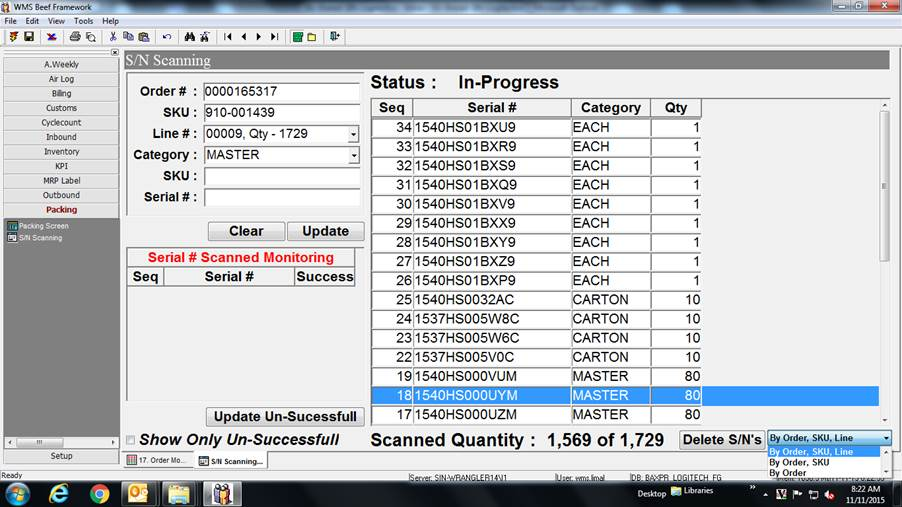 WMS Beef Framework
File Edit View Tools Help
A.Weekly
Air Log
Billing
Customs
Cyclecount
Inbound
Inventory
KPI
MRP Label
Outbound
Packing
Packing Screen
S/N Scanning
Setup
S/N Scanning
Order # : 0000165317
SKU : 910-001439
Line # : 00009, Qty - 1729
Category : MASTER
SKU :
Serial # :
Clear Update
Serial # Scanned Monitoring
Seq Serial # Success
Update Un-Sucessfull
Show Only Un-Successfull
Status : In-Progress
Seq Serial # Category Qty
34 1540HS01BXU9 EACH 1
33 1540HS01BXR9 EACH 1
32 1540HS01BXS9 EACH 1
31 1540HS01BXQ9 EACH 1
30 1540HS01BXV9 EACH 1
29 1540HS01BXX9 EACH 1
28 1540HS01BXY9 EACH 1
27 1540HS01BXZ9 EACH 1
26 1540HS01BXP9 EACH 1
25 1540HS0032AC CARTON 10
24 1537HS005W8C CARTON 10
23 1537HS005W6C CARTON 10
22 1537HS005V0C CARTON 10
19 1540HS000VUM MASTER 80
18 1540HS000UYM MASTER 80
17 1540HS000UZM MASTER 80
Scanned Quantity : 1,569 of 1,729 Delete S/N's By Order, SKU, Line
By Order, SKU, Line
By Order, SKU
By Order
17. Order Mo... S/N Scanning...
Ready Server: SIN-WRANGLER14\I1 User: wms.limal DB: BAXPR_LOGITECH_FG
Desktop Libraries
8:22 AM
11/11/2015